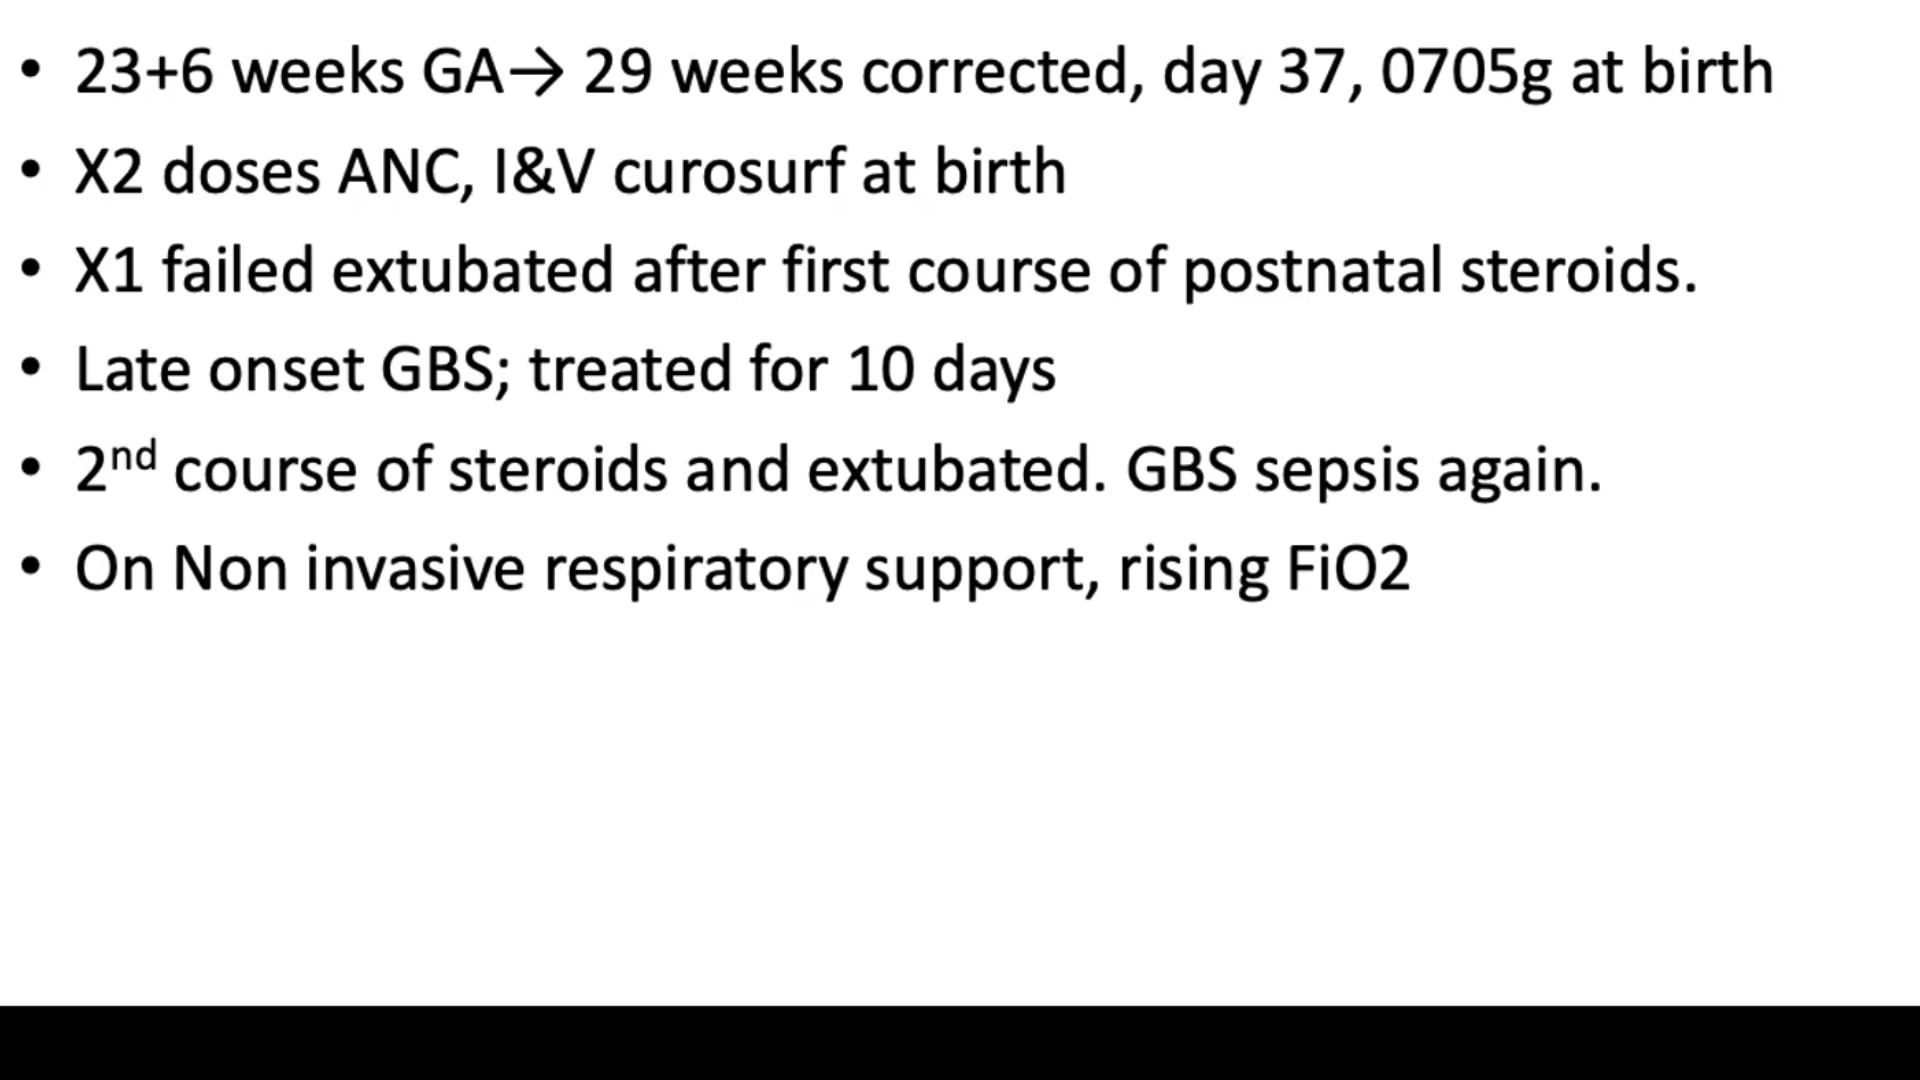 • 23+6 weeks GA→ 29 weeks corrected, day 37, 0705g at birth
• X2 doses ANC, I&V curosurf at birth
• X1 failed extubated after first course of postnatal steroids.
• Late onset GBS; treated for 10 days
• 2nd course of steroids and extubated. GBS sepsis again.
• On Non invasive respiratory support, rising FiO2